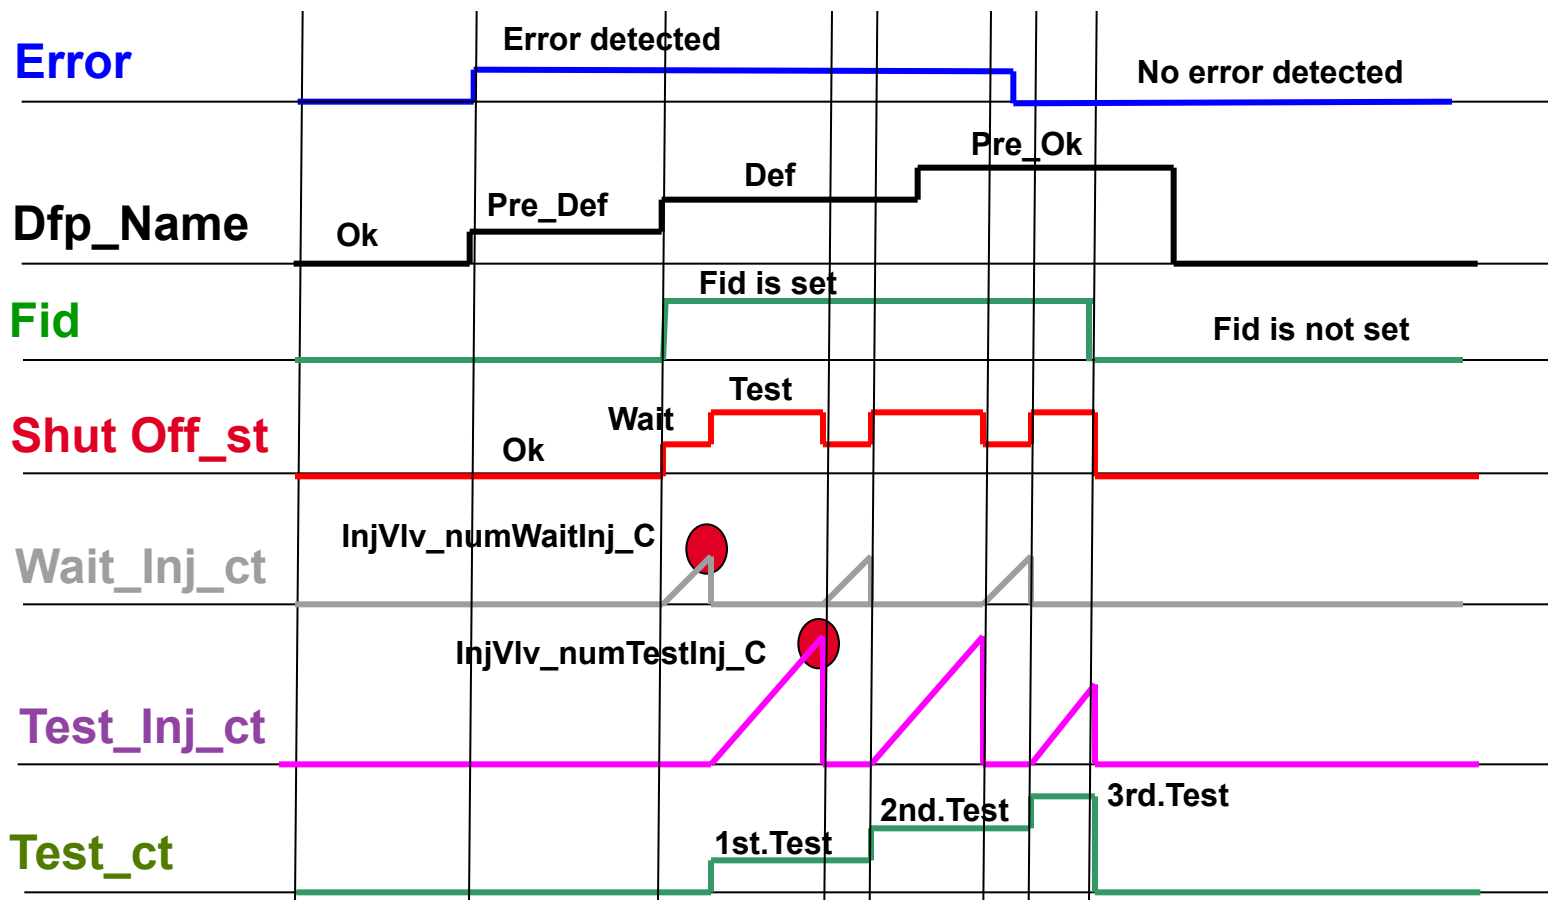 Error detected
Error
No error detected
Pre_Ok
Def
Pre_Def
Dfp_Name
Ok
Fid is set
Fid
Fid is not set
Test
Wait
Shut Off_st
Ok
InjVlv_numWaitInj_C
Wait_Inj_ct
InjVlv_numTestInj_C
Test_Inj_ct
3rd.Test
2nd.Test
1st.Test
Test_ct